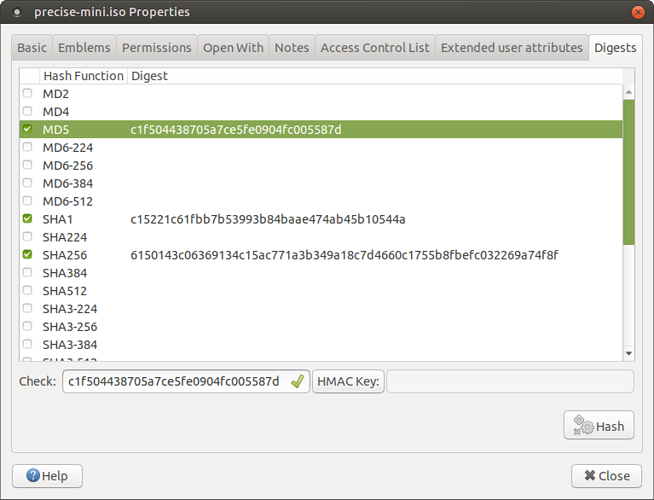 precise-mini.iso Properties
Basic Emblems Permissions Open With Notes Access Control List Extended user attributes Digests
Hash Function Digest
MD2
MD4
MD5 c1f504438705a7ce5fe0904fc005587d
MD6-224
MD6-256
MD6-384
MD6-512
SHA1 c15221c61fbb7b53993b84baae474ab45b10544a
SHA224
SHA256 6150143c06369134c15ac771a3b349a18c7d4660c1755b8fbefc032269a74f8f
SHA384
SHA512
SHA3-224
SHA3-256
SHA3-384
SHA3-512
Check: c1f504438705a7ce5fe0904fc005587d HMAC Key:
Hash
Help Close